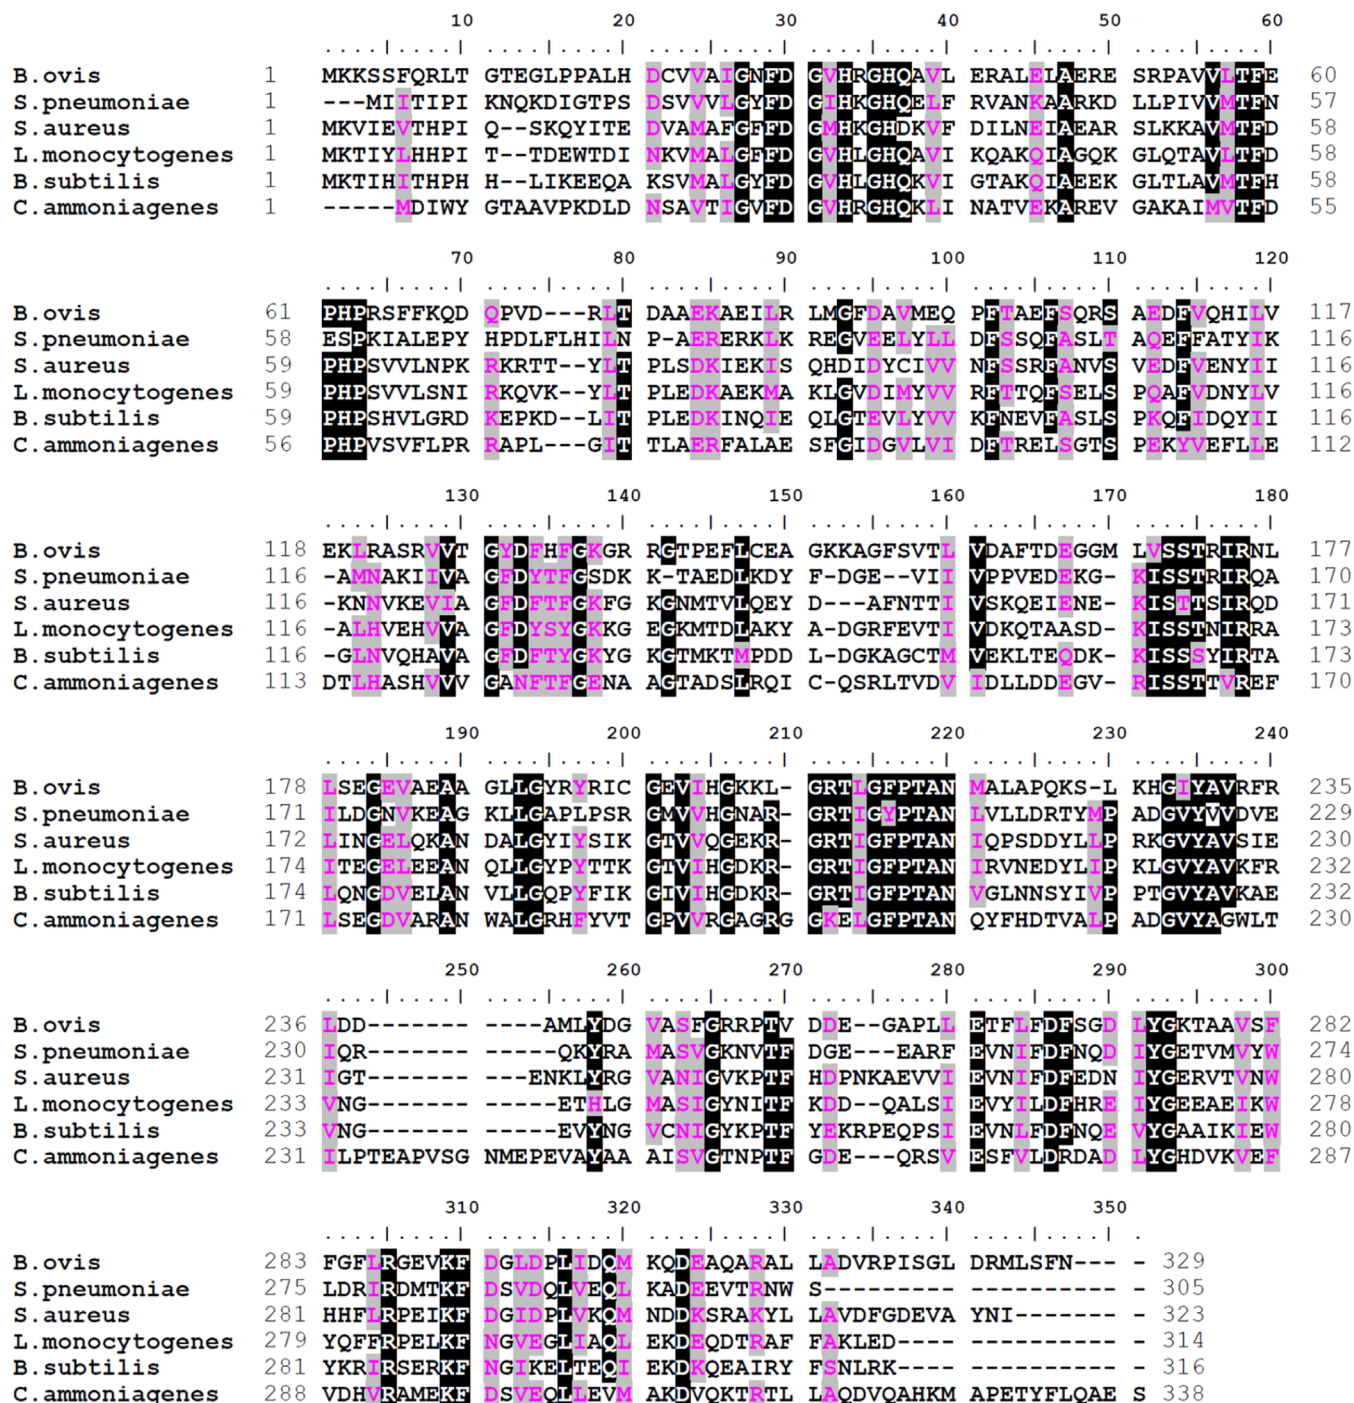 10 20 30 40 50 60
....|....| ....|....| ....|....| ....|....| ....|....| ....|....|
B.ovis 1 MKKSSFQRLT GTEGLPPALH DCVVAIGNFD GVHRGHQAVL ERALELAERE SRPAVVLTFE 60
S.pneumoniae 1 ---MIITIPI KNQKDIGTPS DSVVVLGYFD GIHKGHQELF RVANKAARKD LLPIVVMTFN 57
S.aureus 1 MKVIEVTHPI Q--SKQYITE DVAMAFGFFD GMHKGHDKVF DILNEIAEAR SLKKAVMTFD 58
L.monocytogenes 1 MKTIYLHHPI T--TDEWTDI NKVMALGFFD GVHLGHQAVI KQAKQIAGQK GLQTAVLTFD 58
B.subtilis 1 MKTIHITHPH H--LIKEEQA KSVMALGYFD GVHLGHQKVI GTAKQIAEEK GLTLAVMTFH 58
C.ammoniagenes 1 -----MDIWY GTAAVPKDLD NSAVTIGVFD GVHRGHQKLI NATVEKAREV GAKAIMVTFD 55
70 80 90 100 110 120
....|....| ....|....| ....|....| ....|....| ....|....| ....|....|
B.ovis 61 PHPRSFFKQD QPVD---RLT DAAEKAEILR LMGFDAVMEQ PFTAEFSQRS AEDFVQHILV 117
S.pneumoniae 58 ESPKIALEPY HPDLFLHILN P-AERERKLK REGVEELYLL DFSSQFASLT AQEFFATYIK 116
S.aureus 59 PHPSVVLNPK RKRTT--YLT PLSDKIEKIS QHDIDYCIVV NFSSRFANVS VEDFVENYII 116
L.monocytogenes 59 PHPSVVLSNI RKQVK--YLT PLEDKAEKMA KLGVDIMYVV RFTTQFSELS PQAFVDNYLV 116
B.subtilis 59 PHPSHVLGRD KEPKD--LIT PLEDKINQIE QLGTEVLYVV KFNEVFASLS PKQFIDQYII 116
C.ammoniagenes 56 PHPVSVFLPR RAPL---GIT TLAERFALAE SFGIDGVLVI DFTRELSGTS PEKYVEFLLE 112
130 140 150 160 170 180
....|....| ....|....| ....|....| ....|....| ....|....| ....|....|
B.ovis 118 EKLRASRVVT GYDFHFGKGR RGTPEFLCEA GKKAGFSVTL VDAFTDEGGM LVSSTRIRNL 177
S.pneumoniae 116 -AMNAKIIVA GFDYTFGSDK K-TAEDLKDY F-DGE--VII VPPVEDEKG- KISSTRIRQA 170
S.aureus 116 -KNNVKEVIA GFDFTFGKFG KGNMTVLQEY D---AFNTTI VSKQEIENE- KISTTSIRQD 171
L.monocytogenes 116 -ALHVEHVVA GFDYSYGKKG EGKMTDLAKY A-DGRFEVTI VDKQTAASD- KISSTNIRRA 173
B.subtilis 116 -GLNVQHAVA GFDFTYGKYG KGTMKTMPDD L-DGKAGCTM VEKLTEQDK- KISSSYIRTA 173
C.ammoniagenes 113 DTLHASHVVV GANFTFGENA AGTADSLRQI C-QSRLTVDV IDLLDDEGV- RISSTTVREF 170
190 200 210 220 230 240
....|....| ....|....| ....|....| ....|....| ....|....| ....|....|
B.ovis 178 LSEGEVAEAA GLLGYRYRIC GEVIHGKKL- GRTLGFPTAN MALAPQKS-L KHGIYAVRFR 235
S.pneumoniae 171 ILDGNVKEAG KLLGAPLPSR GMVVHGNAR- GRTIGYPTAN LVLLDRTYMP ADGVYVVDVE 229
S.aureus 172 LINGELQKAN DALGYIYSIK GTVVQGEKR- GRTIGFPTAN IQPSDDYLLP RKGVYAVSIE 230
L.monocytogenes 174 ITEGELEEAN QLLGYPYTTK GTVIHGDKR- GRTIGFPTAN IRVNEDYLIP KLGVYAVKFR 232
B.subtilis 174 LQNGDVELAN VLLGQPYFIK GIVIHGDKR- GRTIGFPTAN VGLNNSYIVP PTGVYAVKAE 232
C.ammoniagenes 171 LSEGDVARAN WALGRHFYVT GPVVRGAGRG GKELGFPTAN QYFHDTVALP ADGVYAGWLT 230
250 260 270 280 290 300
....|....| ....|....| ....|....| ....|....| ....|....| ....|....|
B.ovis 236 LDD------- -----AMLYDG VASFGRRPTV DDE--GAPLL ETFLFDFSGD LYGKTAAVSF 282
S.pneumoniae 230 IQR------- ------QKYRA MASVGKNVTF DGE---EARF EVNIFDFNQD IYGETVMVYW 274
S.aureus 231 IGT------- ----ENKLYRG VANIGVKPTF HDPNKAEVVI EVNIFDFEDN IYGERVTVNW 280
L.monocytogenes 233 VNG------- ------ETHLG MASIGYNITF KDD--QALSI EVYILDFHRE IYGEEAEIKW 278
B.subtilis 233 VNG------- ------EVYNG VCNIGYKPTF YEKRPEQPSI EVNLFDFNQE VYGAAIKIEW 280
C.ammoniagenes 231 ILPTEAPVSG NMEPEVAYAA AISVGTNPTF GDE---QRSV ESFVLDRDAD LYGHDVKVEF 287
310 320 330 340 350
....|....| ....|....| ....|....| ....|....| ....|....| .
B.ovis 283 FGFLRGEVKF DGLDPLIDQM KQDEAQARAL LADVRPISGL DRMLSFN--- - 329
S.pneumoniae 275 LDRIRDMTKF DSVDQLVEQL KADEEVTRNW S--------- ---------- - 305
S.aureus 281 HHFLRPEIKF DGIDPLVKQM NDDKSRAKYL LAVDFGDEVA YNI------- - 323
L.monocytogenes 279 YQFFRPELKF NGVEGLIAQL EKDEQDTRAF FAKLED---- ---------- - 314
B.subtilis 281 YKRIRSERKF NGIKELTEQI EKDKQEAIRY FSNLRK---- ---------- - 316
C.ammoniagenes 288 VDHVRAMEKF DSVEQLLEVM AKDVQKTRTL LAQDVQAHKM APETYFLQAE S 338